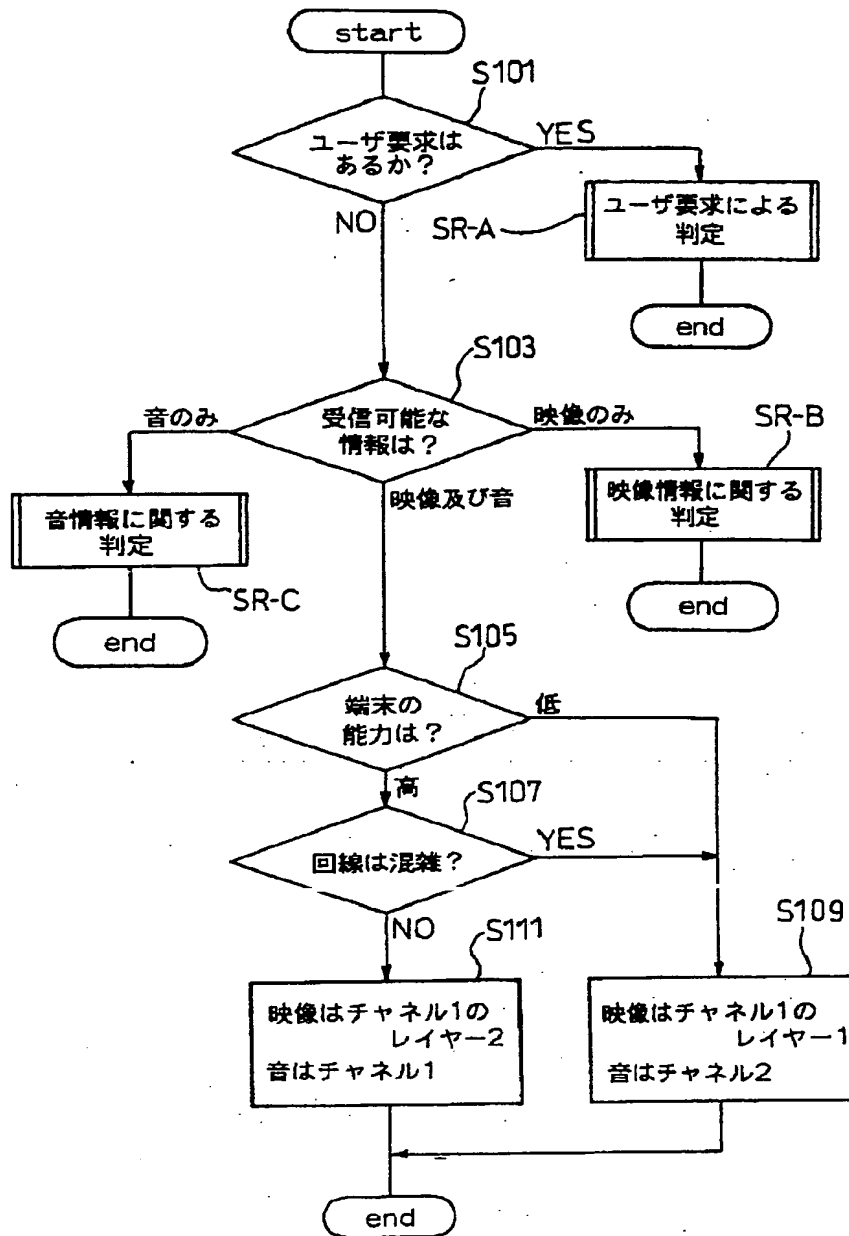 start
S101
ユーザ要求は
あるか?
YES
NO
SR-A
ユーザ要求による
判定
end
S103
音のみ
受信可能な
情報は?
映像のみ
SR-B
音情報に関する
判定
映像及び音
映像情報に関する
判定
SR-C
end
end
S105
端末の
能力は?
低
高
S107
回線は混雑?
YES
NO
S111
S109
映像はチャネル1の
レイヤー2
音はチャネル1
映像はチャネル1の
レイヤー1
音はチャネル2
end